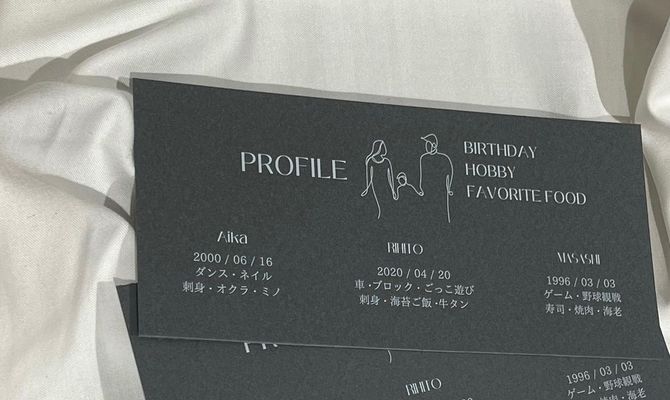 PROFILE
BIRTHDAY
HOBBY
FAVORITE FOOD
Aika
2000 / 06 / 16
ダンス・ネイル
刺身・オクラ・ミノ
RIHITO
2020 / 04 / 20
車・ブロック・ごっこ遊び
刺身・海苔ご飯・牛タン
MASASHI
1996 / 03 / 03
ゲーム・野球観戦
寿司・焼肉・海老
RIHITO
1996 / 03 / 03
ゲーム・野球観戦